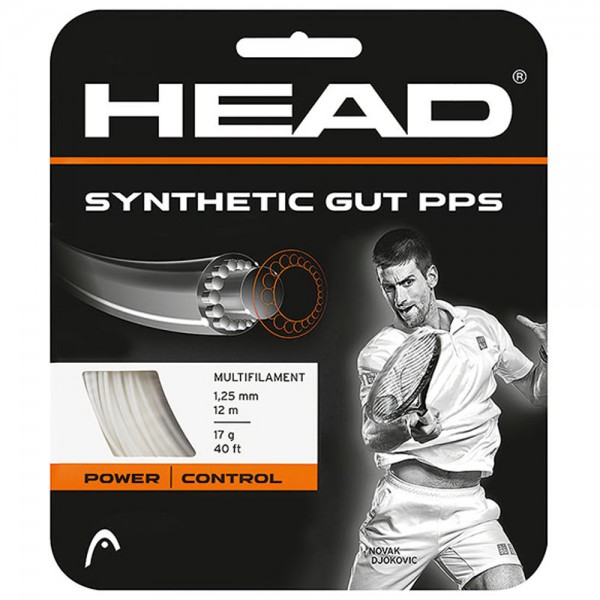 HEAD®
SYNTHETIC GUT PPS
MULTIFILAMENT
1,25 mm
12 m
17 g
40 ft
POWER | CONTROL
NOVAK
DJOKOVIC